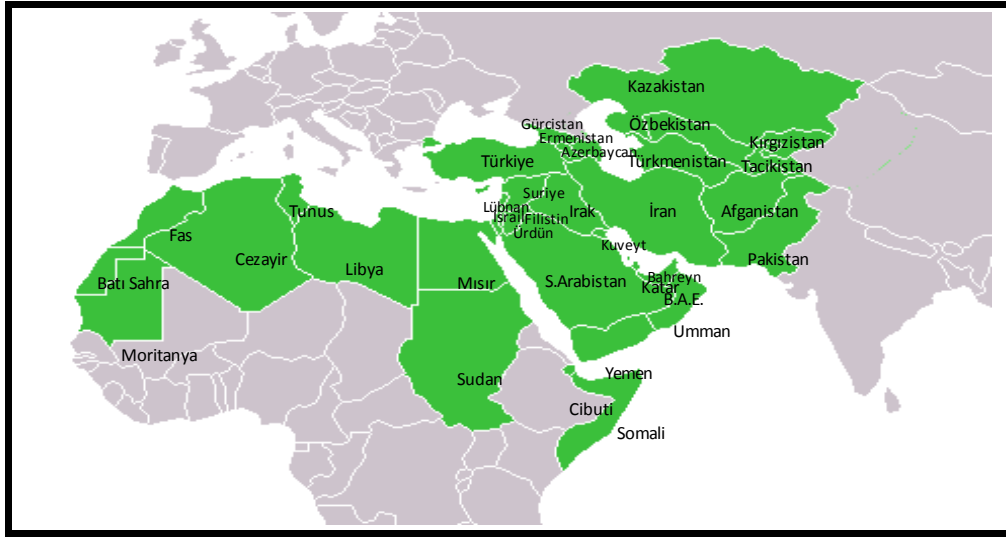 Kazakistan
Gürcistan
Özbekistan
Ermenistan
Kırgızistan
Azerbaycan
Türkiye
Türkmenistan
Tacikistan
Suriye
Lübnan
Irak
İran
Afganistan
Tunus
İsrail
Filistin
Ürdün
Fas
Kuveyt
Cezayir
Pakistan
Libya
Batı Sahra
Mısır
S.Arabistan
Bahreyn
Katar
B.A.E.
Umman
Moritanya
Sudan
Yemen
Cibuti
Somali